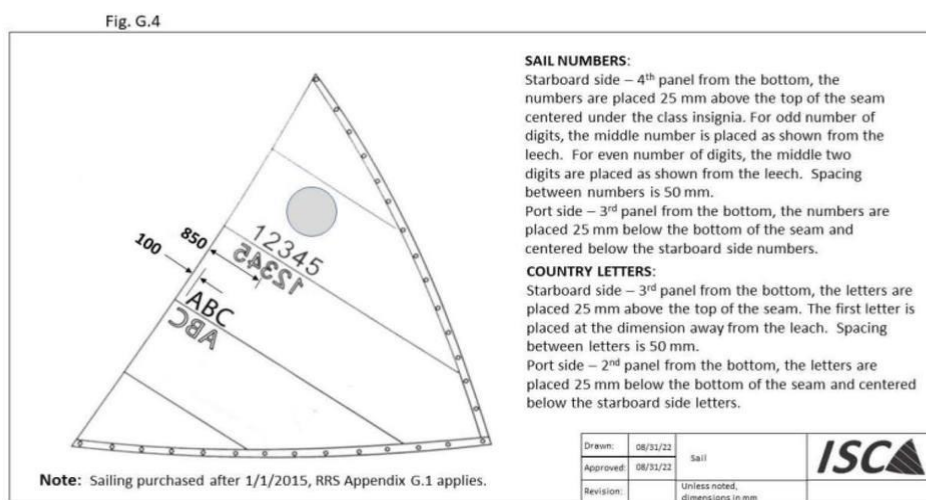 Fig. G.4
SAIL NUMBERS:
Starboard side – 4th panel from the bottom, the
numbers are placed 25 mm above the top of the seam
centered under the class insignia. For odd number of
digits, the middle number is placed as shown from the
leech. For even number of digits, the middle two
digits are placed as shown from the leech. Spacing
between numbers is 50 mm.
Port side – 3rd panel from the bottom, the numbers are
placed 25 mm below the bottom of the seam and
centered below the starboard side numbers.
COUNTRY LETTERS:
Starboard side – 3rd panel from the bottom, the letters are
placed 25 mm above the top of the seam. The first letter is
placed at the dimension away from the leach. Spacing
between letters is 50 mm.
Port side – 2nd panel from the bottom, the letters are
placed 25 mm below the bottom of the seam and centered
below the starboard side letters.
100
850
12345
12345
ABC
ABC
Note: Sailing purchased after 1/1/2015, RRS Appendix G.1 applies.
Drawn: 08/31/22
Approved: 08/31/22
Revision:
Sail
Unless noted,
dimensions in mm
ISCA